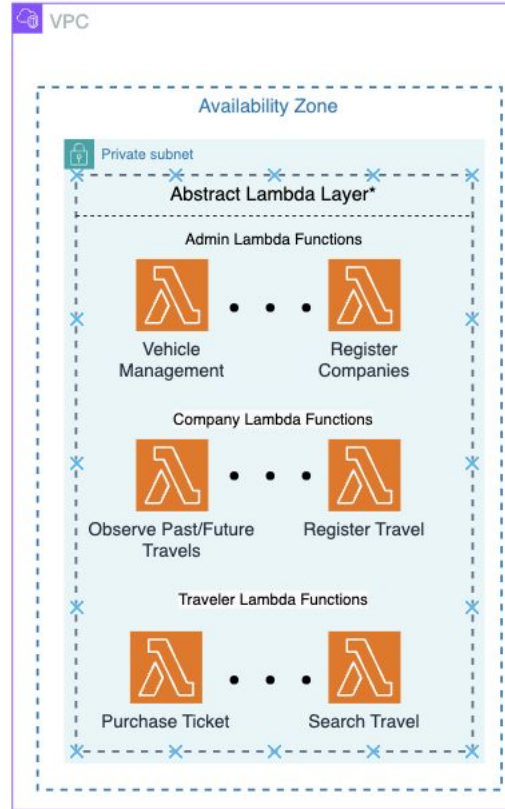 VPC
Availability Zone
Private subnet
Abstract Lambda Layer*
Admin Lambda Functions
Vehicle
Management
Register
Companies
Company Lambda Functions
Observe Past/Future
Travels
Register Travel
Traveler Lambda Functions
Purchase Ticket
Search Travel